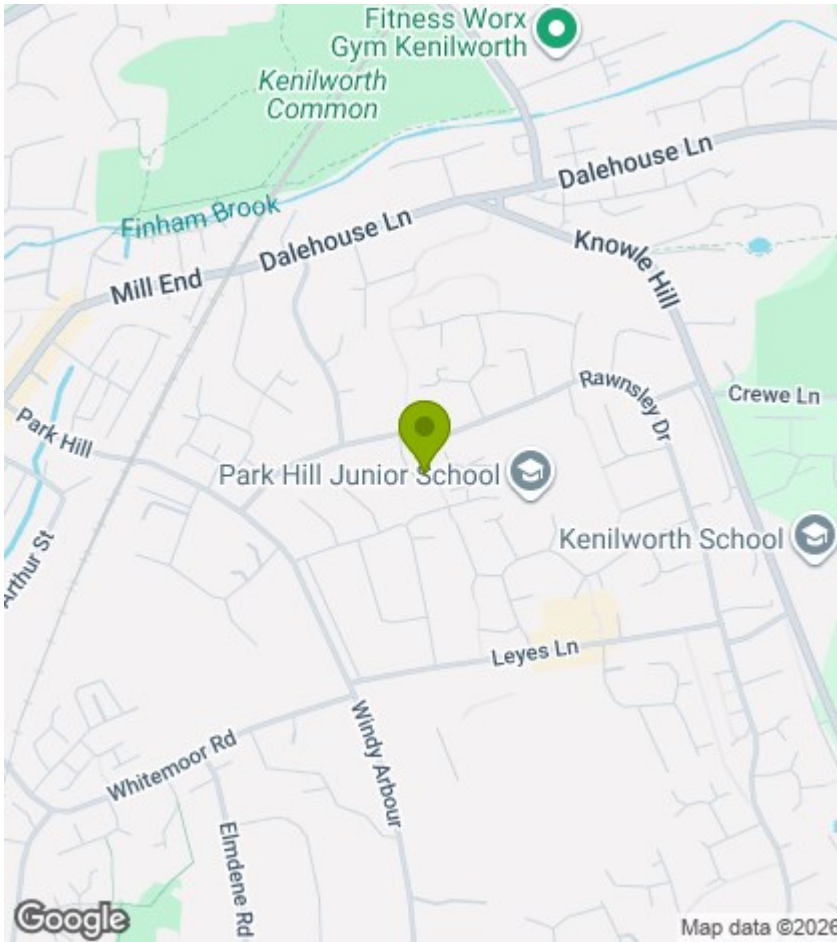 Fitness Worx
Gym Kenilworth
Kenilworth
Common
Dalehouse Ln
Finham Brook
Dalehouse Ln
Knowle Hill
Mill End
Rawnsley Dr
Crewe Ln
Park Hill
Park Hill Junior School
Kenilworth School
Arthur St
Leyes Ln
Windy Arbour
Whitemoor Rd
Elmdene Rd
Google
Map data ©2026